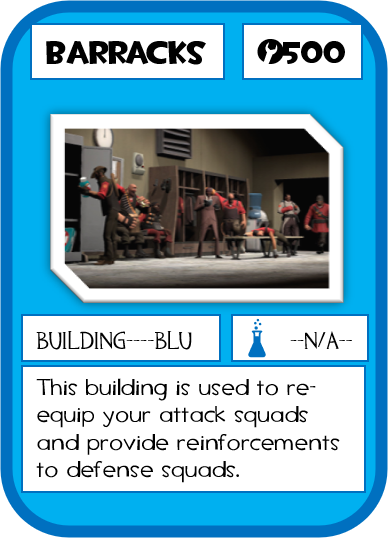 BARRACKS
500
BUILDING----BLU
--N/A--
This building is used to re-
equip your attack squads
and provide reinforcements
to defense squads.